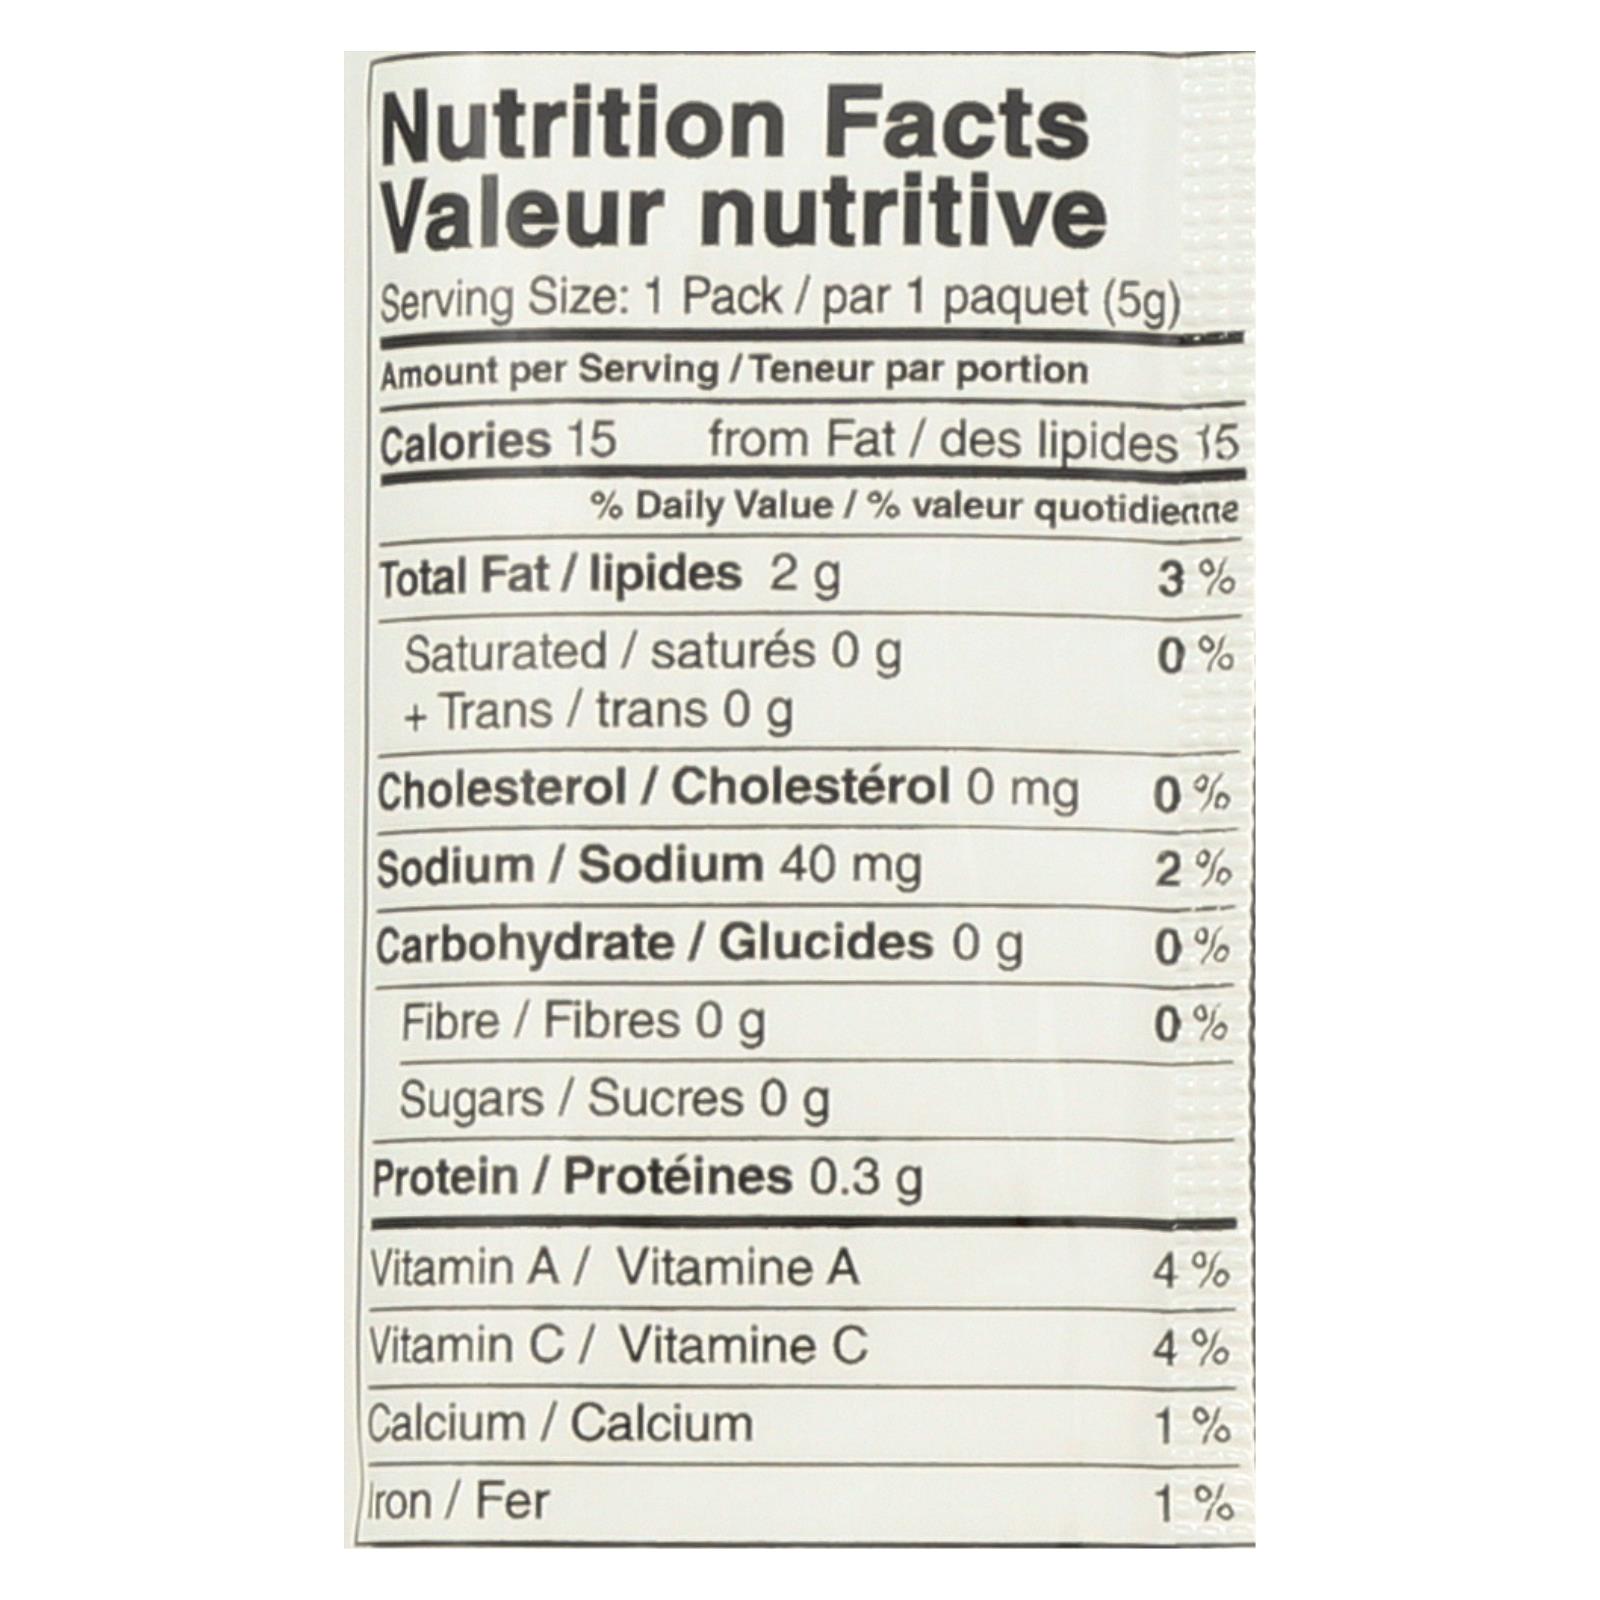 Nutrition Facts
Valeur nutritive
Serving Size: 1 Pack / par 1 paquet (5g)
Amount per Serving / Teneur par portion
Calories 15 from Fat / des lipides 15
% Daily Value / % valeur quotidienne
Total Fat / lipides 2 g 3 %
Saturated / saturés 0 g 0 %
+ Trans / trans 0 g
Cholesterol / Cholestérol 0 mg 0 %
Sodium / Sodium 40 mg 2 %
Carbohydrate / Glucides 0 g 0 %
Fibre / Fibres 0 g 0 %
Sugars / Sucres 0 g
Protein / Protéines 0.3 g
Vitamin A / Vitamine A 4 %
Vitamin C / Vitamine C 4 %
Calcium / Calcium 1 %
Iron / Fer 1 %